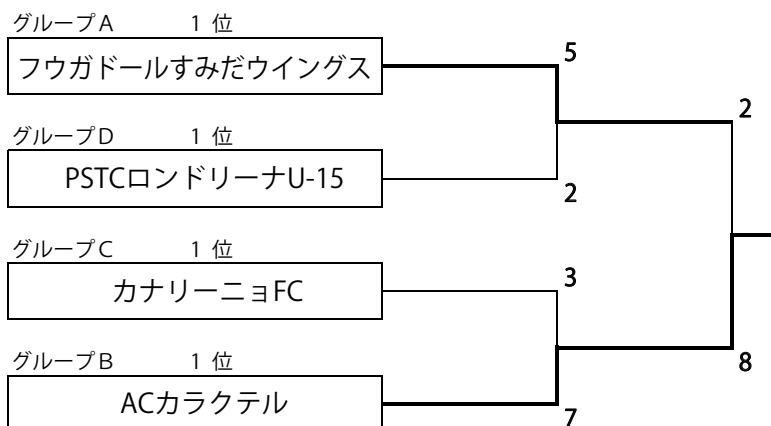 グループA 1 位
フウガドールすみだウイングス
5
2
グループD 1 位
PSTCロンドリーナU-15
2
グループC 1 位
カナリーニョFC
3
グループB 1 位
8
ACカラクテル
7